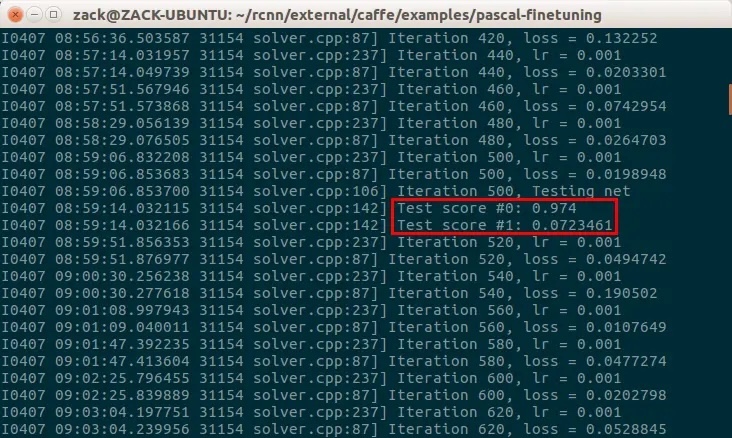 zack@ZACK-UBUNTU: ~/rcnn/external/caffe/examples/pascal-finetuning
I0407 08:56:36.503587 31154 solver.cpp:87] Iteration 420, loss = 0.132252
I0407 08:57:14.031957 31154 solver.cpp:237] Iteration 440, lr = 0.001
I0407 08:57:14.049739 31154 solver.cpp:87] Iteration 440, loss = 0.0203301
I0407 08:57:51.567946 31154 solver.cpp:237] Iteration 460, lr = 0.001
I0407 08:57:51.573868 31154 solver.cpp:87] Iteration 460, loss = 0.0742954
I0407 08:58:29.056139 31154 solver.cpp:237] Iteration 480, lr = 0.001
I0407 08:58:29.076505 31154 solver.cpp:87] Iteration 480, loss = 0.0264703
I0407 08:59:06.832208 31154 solver.cpp:237] Iteration 500, lr = 0.001
I0407 08:59:06.853683 31154 solver.cpp:87] Iteration 500, loss = 0.0198948
I0407 08:59:06.853700 31154 solver.cpp:106] Iteration 500, Testing net
I0407 08:59:14.032115 31154 solver.cpp:142] Test score #0: 0.974
I0407 08:59:14.032166 31154 solver.cpp:142] Test score #1: 0.0723461
I0407 08:59:51.856353 31154 solver.cpp:237] Iteration 520, lr = 0.001
I0407 08:59:51.876977 31154 solver.cpp:87] Iteration 520, loss = 0.0494742
I0407 09:00:30.256238 31154 solver.cpp:237] Iteration 540, lr = 0.001
I0407 09:00:30.277618 31154 solver.cpp:87] Iteration 540, loss = 0.190502
I0407 09:01:08.997943 31154 solver.cpp:237] Iteration 560, lr = 0.001
I0407 09:01:09.040011 31154 solver.cpp:87] Iteration 560, loss = 0.0107649
I0407 09:01:47.392235 31154 solver.cpp:237] Iteration 580, lr = 0.001
I0407 09:01:47.413604 31154 solver.cpp:87] Iteration 580, loss = 0.0477274
I0407 09:02:25.796455 31154 solver.cpp:237] Iteration 600, lr = 0.001
I0407 09:02:25.839889 31154 solver.cpp:87] Iteration 600, loss = 0.0202798
I0407 09:03:04.197751 31154 solver.cpp:237] Iteration 620, lr = 0.001
I0407 09:03:04.239956 31154 solver.cpp:87] Iteration 620, loss = 0.0528845